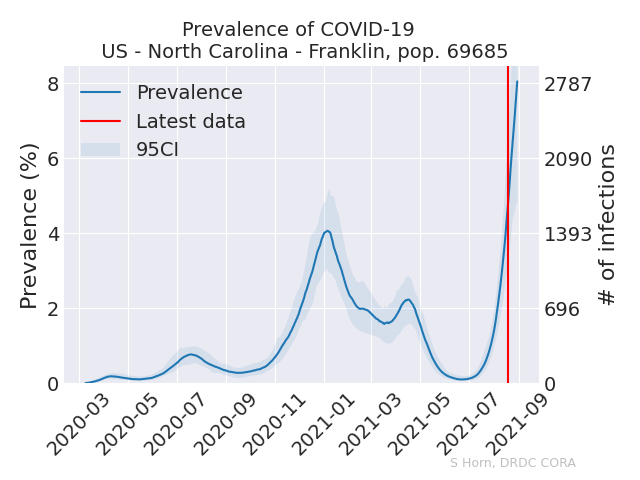 Prevalence of COVID-19
US - North Carolina - Franklin, pop. 69685
Prevalence
Latest data
95CI
Prevalence (%)
8
6
4
2
0
2787
2090
1393
696
0
# of infections
2020-03
2020-05
2020-07
2020-09
2020-11
2021-01
2021-03
2021-05
2021-07
2021-09
S Horn, DRDC CORA